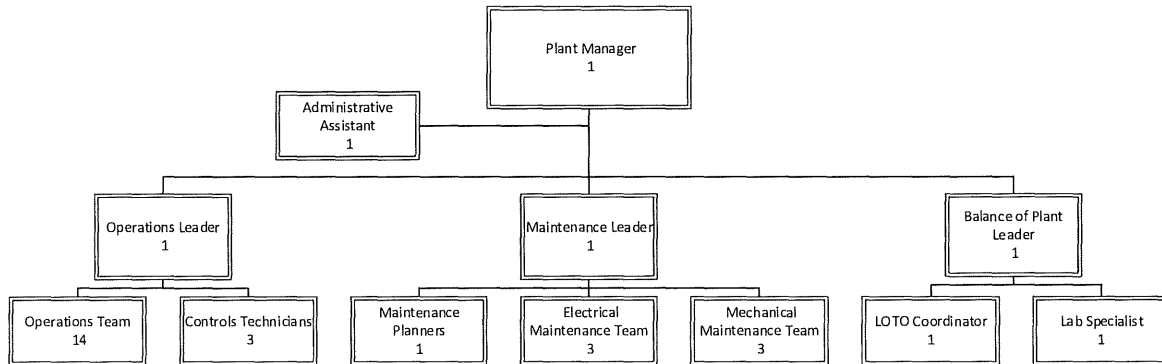 Plant Manager
1
Administrative
Assistant
1
Operations Leader
1
Maintenance Leader
1
Balance of Plant
Leader
1
Operations Team
14
Controls Technicians
3
Maintenance
Planners
1
Electrical
Maintenance Team
3
Mechanical
Maintenance Team
3
LOTO Coordinator
1
Lab Specialist
1